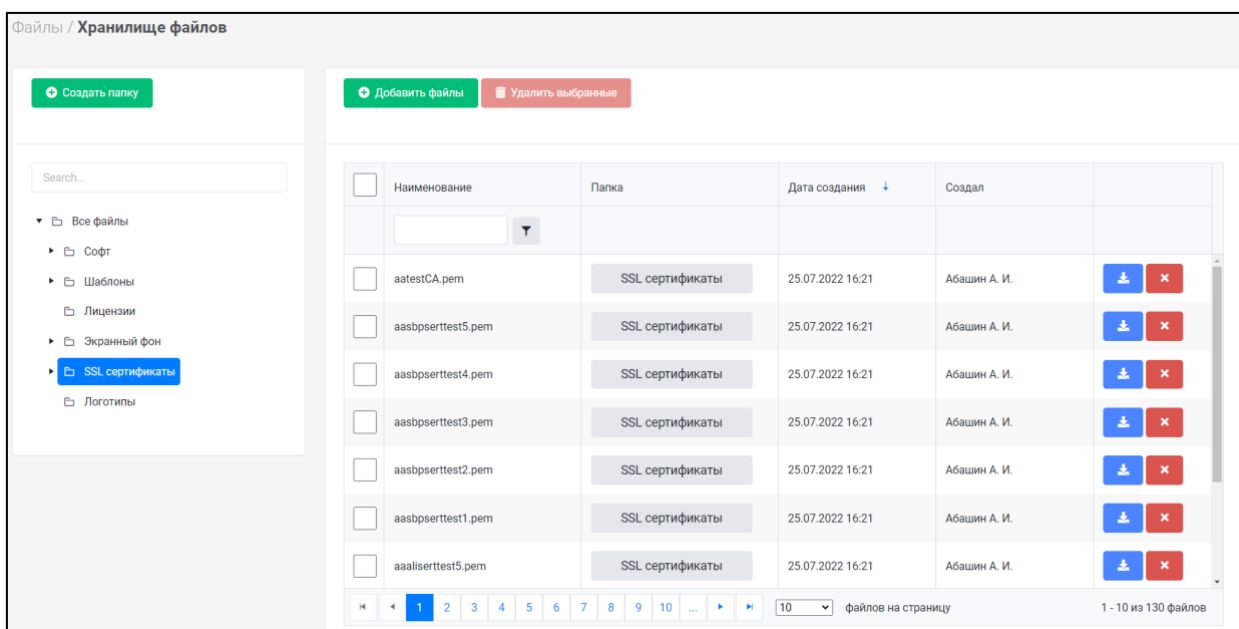 Файлы / Хранилище файлов
Создать папку
Добавить файлы Удалить выбранные
Search...
Все файлы
Софт
Шаблоны
Лицензии
Экранный фон
SSL сертификаты
Логотипы
Наименование Папка Дата создания Создал
aatestCA.pem SSL сертификаты 25.07.2022 16:21 Абашин А. И.
aasbpserttest5.pem SSL сертификаты 25.07.2022 16:21 Абашин А. И.
aasbpserttest4.pem SSL сертификаты 25.07.2022 16:21 Абашин А. И.
aasbpserttest3.pem SSL сертификаты 25.07.2022 16:21 Абашин А. И.
aasbpserttest2.pem SSL сертификаты 25.07.2022 16:21 Абашин А. И.
aasbpserttest1.pem SSL сертификаты 25.07.2022 16:21 Абашин А. И.
aaaliserttest5.pem SSL сертификаты 25.07.2022 16:21 Абашин А. И.
1 2 3 4 5 6 7 8 9 10 ... 10 файлов на страницу 1 - 10 из 130 файлов